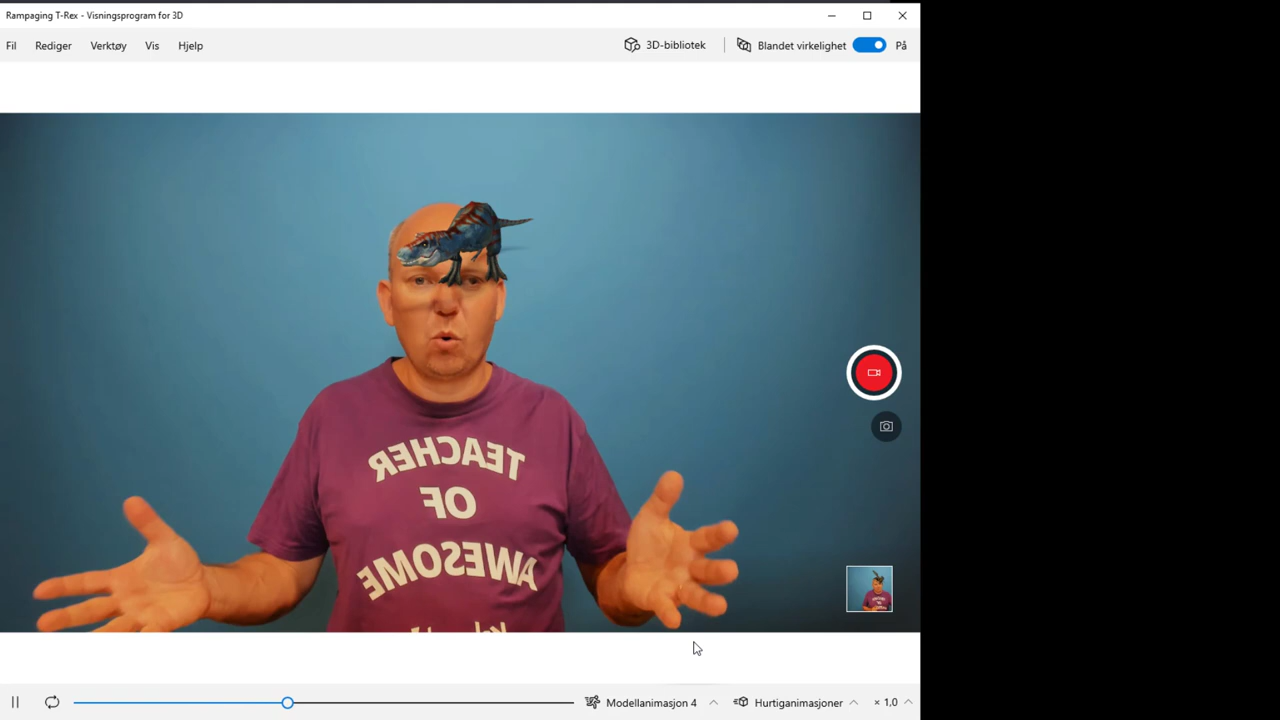 Rampaging T-Rex - Visningsprogram for 3D
Fil Rediger Verktøy Vis Hjelp 3D-bibliotek Blandet virkelighet På
TEACHER
OF
AWESOME
Modellanimasjon 4 Hurtiganimasjoner × 1,0